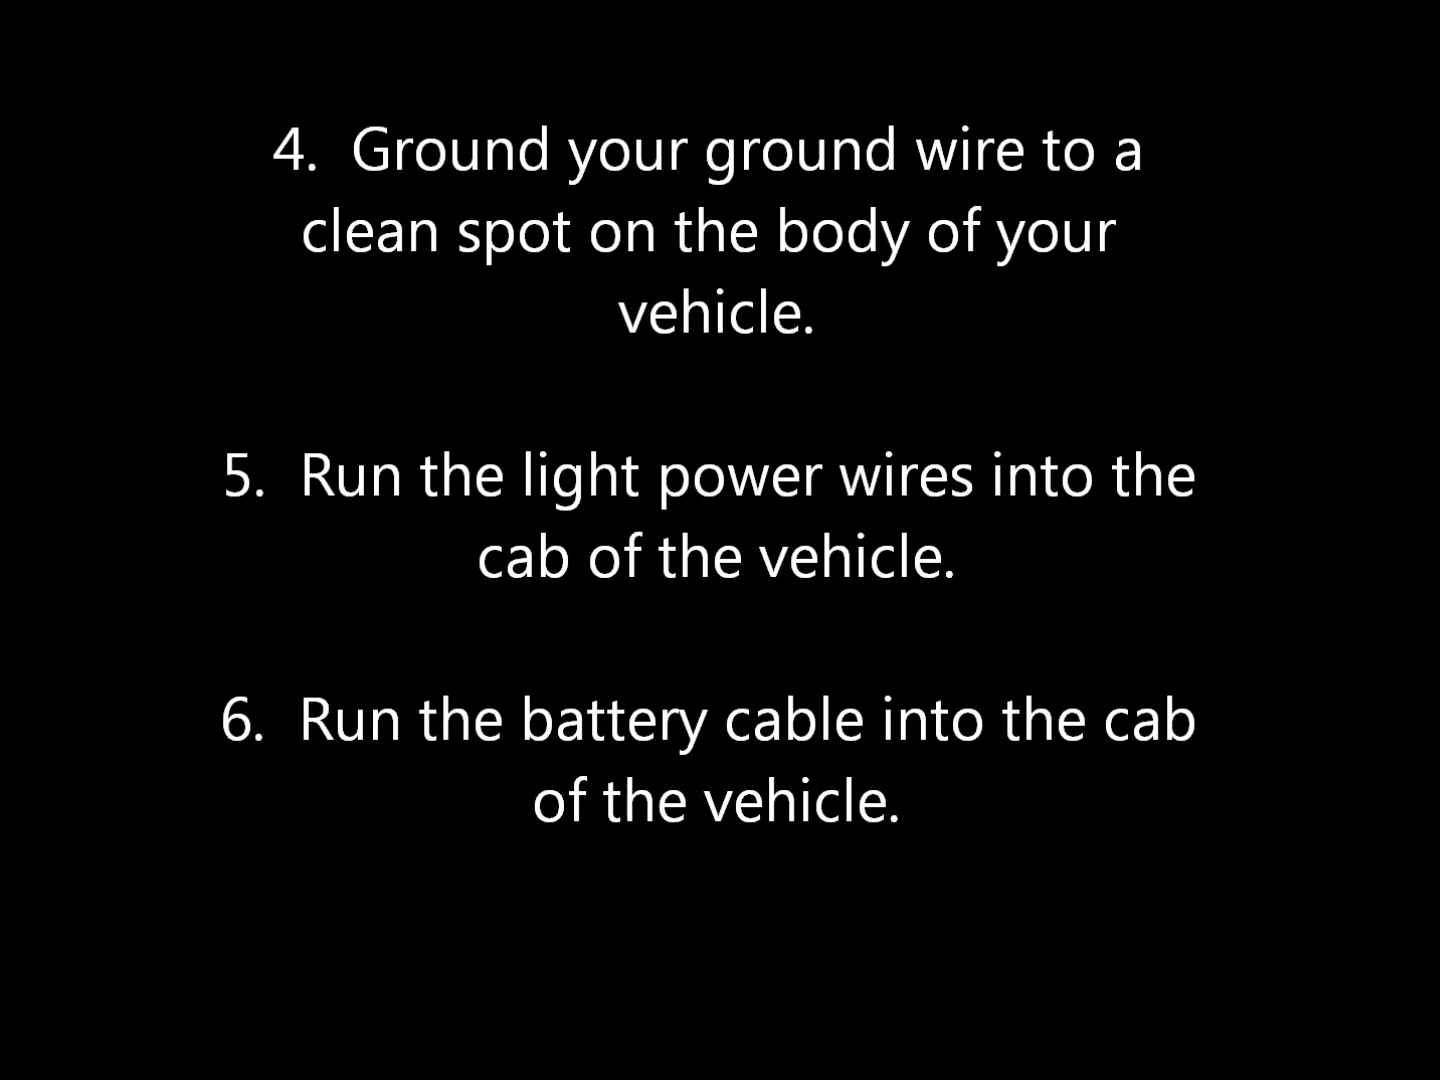 4.  Ground your ground wire to a
clean spot on the body of your
vehicle.
5.  Run the light power wires into the
cab of the vehicle.
6.  Run the battery cable into the cab
of the vehicle.